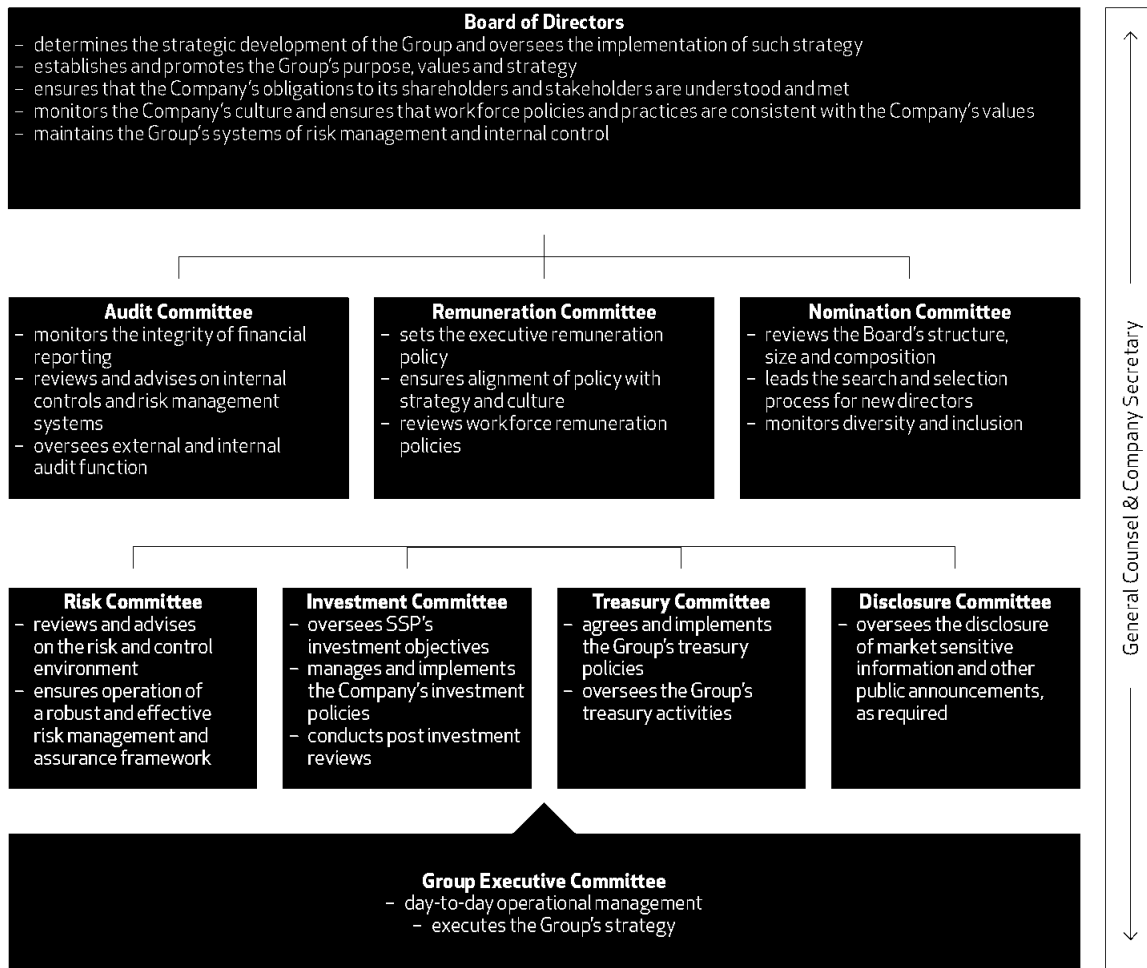 Board of Directors
– determines the strategic development of the Group and oversees the implementation of such strategy
– establishes and promotes the Group's purpose, values and strategy
– ensures that the Company's obligations to its shareholders and stakeholders are understood and met
– monitors the Company's culture and ensures that workforce policies and practices are consistent with the Company's values
– maintains the Group's systems of risk management and internal control
Audit Committee
– monitors the integrity of financial
reporting
– reviews and advises on internal
controls and risk management
systems
– oversees external and internal
audit function
Remuneration Committee
– sets the executive remuneration
policy
– ensures alignment of policy with
strategy and culture
– reviews workforce remuneration
policies
Nomination Committee
– reviews the Board's structure,
size and composition
– leads the search and selection
process for new directors
– monitors diversity and inclusion
Risk Committee
– reviews and advises
on the risk and control
environment
– ensures operation of
a robust and effective
risk management and
assurance framework
Investment Committee
– oversees SSP's
investment objectives
– manages and implements
the Company's investment
policies
– conducts post investment
reviews
Treasury Committee
– agrees and implements
the Group's treasury
policies
– oversees the Group's
treasury activities
Disclosure Committee
– oversees the disclosure
of market sensitive
information and other
public announcements,
as required
Group Executive Committee
– day-to-day operational management
– executes the Group's strategy
General Counsel & Company Secretary